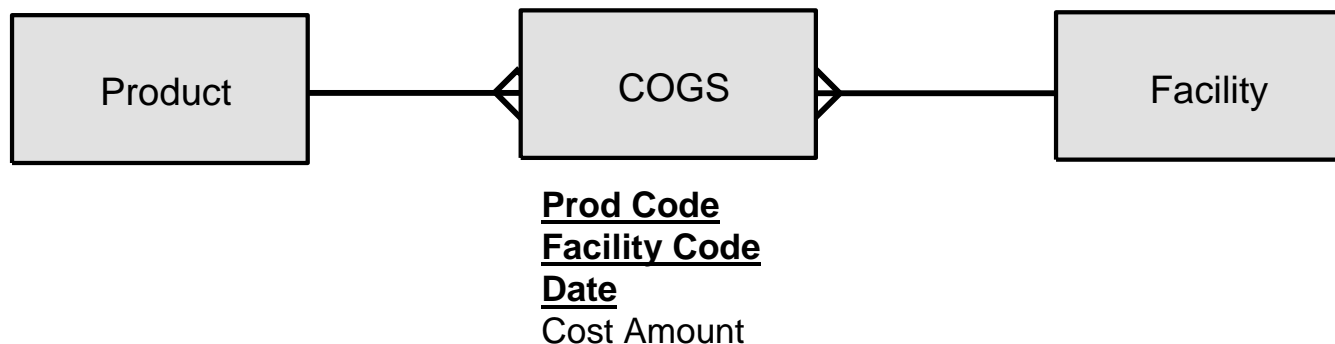 Product
COGS
Facility
Prod Code
Facility Code
Date
Cost Amount